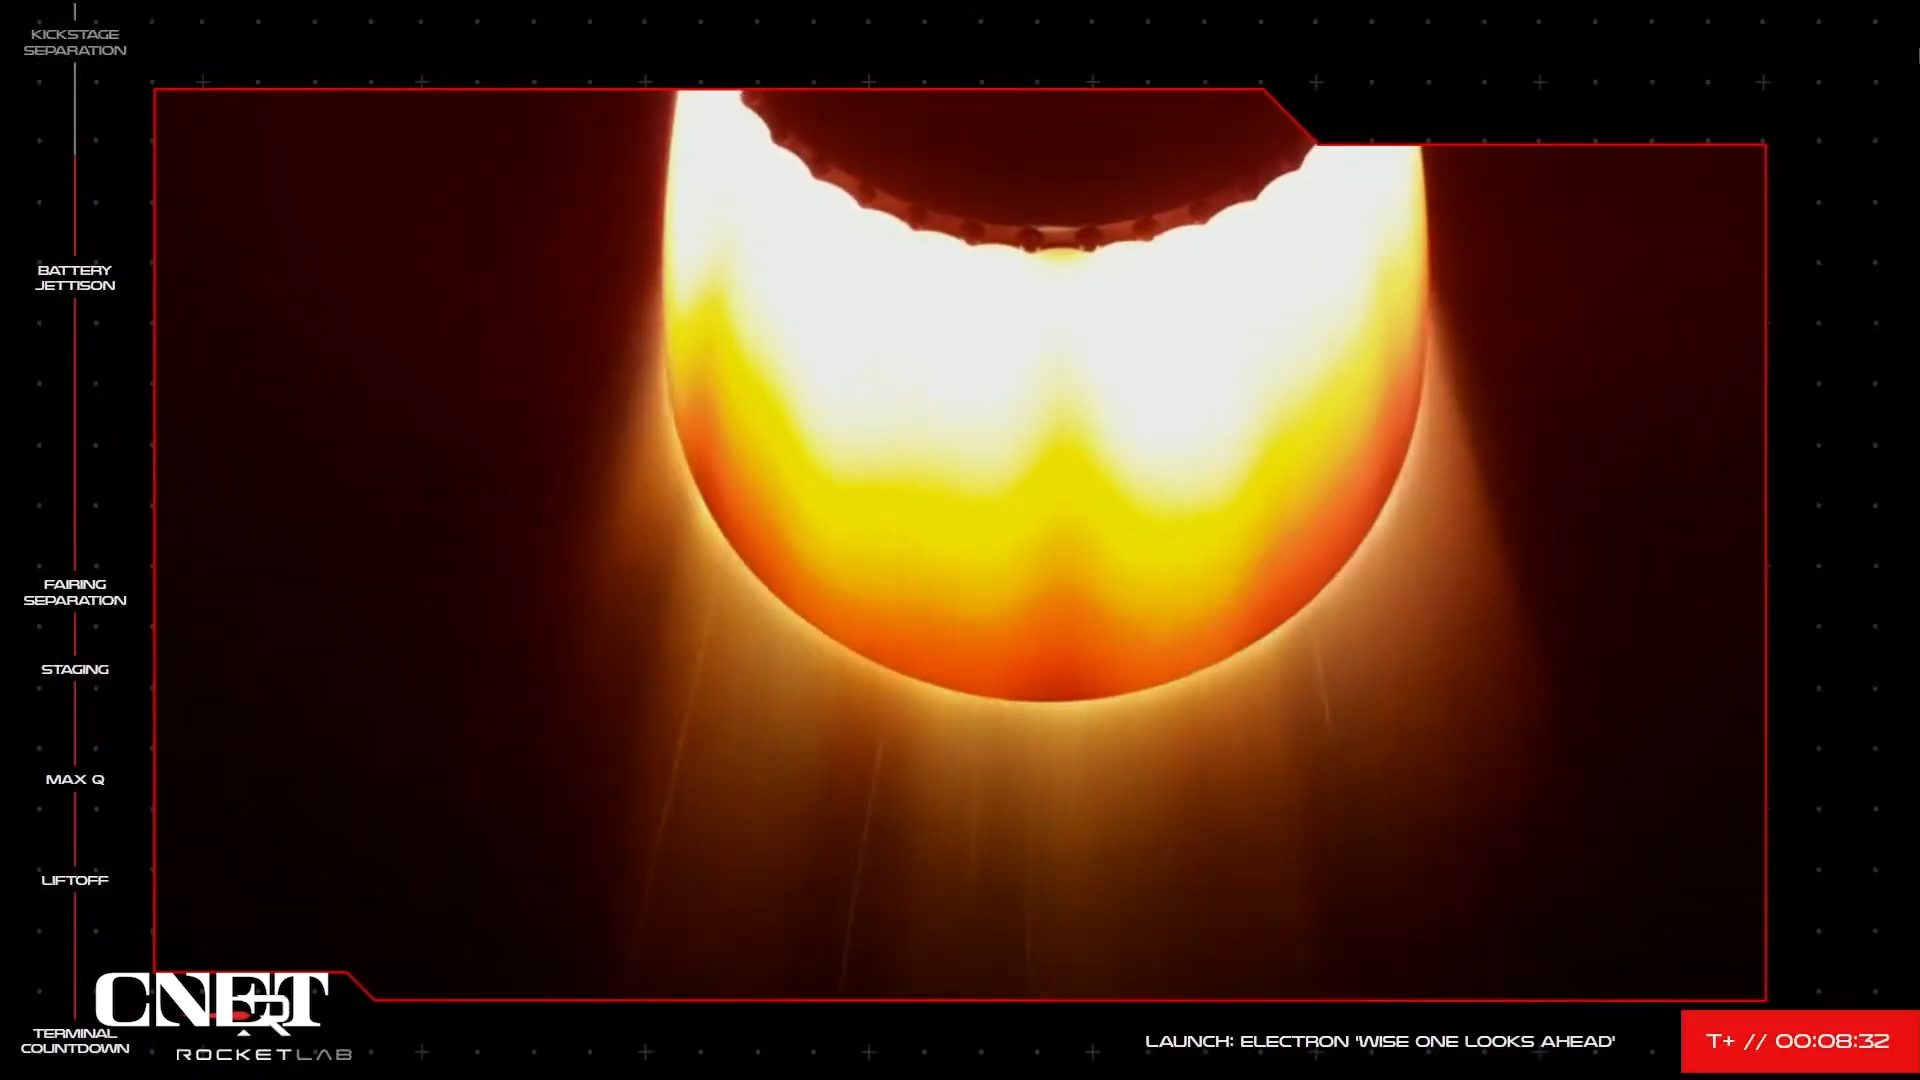 KICKSTAGE
SEPARATION
BATTERY
JETTISON
FAIRING
SEPARATION
STAGING
MAX Q
LIFTOFF
CNET
TERMINAL
COUNTDOWN
ROCKETLAB
LAUNCH: ELECTRON 'WISE ONE LOOKS AHEAD'
T+ // 00:08:32